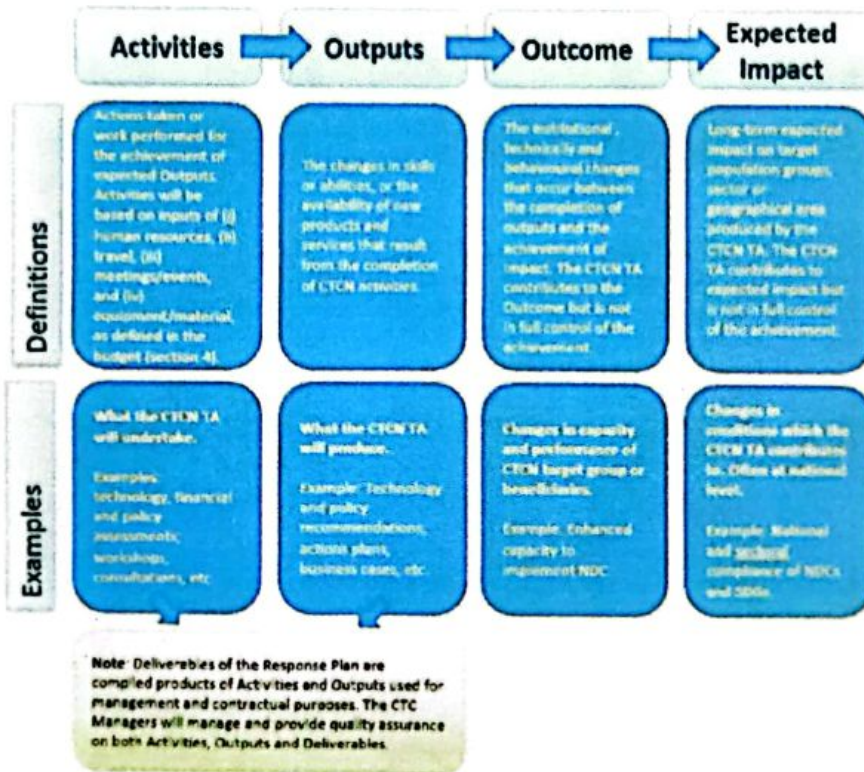 Activities
Outputs
Outcome
Expected
Impact
Definitions
Actions taken or
work performed for
the achievement of
expected Outputs.
Activities will be
based on inputs of (i)
human resources, (ii)
travel, (iii)
meetings/events,
and (iv)
equipment/material,
as defined in the
budget (section 4).
The changes in skills
or abilities, or the
availability of new
products and
services that result
from the completion
of CTCN activities.
The institutional,
technically and
behavioural changes
that occur between
the completion of
outputs and the
achievement of
impact. The CTCN TA
contributes to the
Outcome but is not
in full control of the
achievement.
Long-term expected
impact on target
population groups,
sector or
geographical area
produced by the
CTCN TA. The CTCN
TA contributes to
expected impact but
is not in full control
of the achievement.
Examples
What the CTCN TA
will undertake.
Examples:
technology, financial
and policy
assessments;
workshops,
consultations, etc
What the CTCN TA
will produce.
Example: Technology
and policy
recommendations,
actions plans,
business cases, etc.
Changes in capacity
and performance of
CTCN target group or
beneficiaries.
Example: Enhanced
capacity to
implement NDC
Changes in
conditions which the
CTCN TA contributes
to. Often at national
level.
Example: National
and sectoral
compliance of NDCs
and SDGs.
Note: Deliverables of the Response Plan are
compiled products of Activities and Outputs used for
management and contractual purposes. The CTC
Managers will manage and provide quality assurance
on both Activities, Outputs and Deliverables.